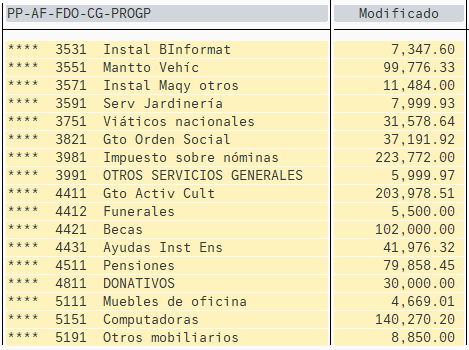 PP-AF-FDO-CG-PROGP Modificado
**** 3531 Instal BInformat 7,347.60
**** 3551 Mantto Vehíc 99,776.33
**** 3571 Instal Maqy otros 11,484.00
**** 3591 Serv Jardinería 7,999.93
**** 3751 Viáticos nacionales 31,578.64
**** 3821 Gto Orden Social 37,191.92
**** 3981 Impuesto sobre nóminas 223,772.00
**** 3991 OTROS SERVICIOS GENERALES 5,999.97
**** 4411 Gto Activ Cult 203,978.51
**** 4412 Funerales 5,500.00
**** 4421 Becas 102,000.00
**** 4431 Ayudas Inst Ens 41,976.32
**** 4511 Pensiones 79,858.45
**** 4811 DONATIVOS 30,000.00
**** 5111 Muebles de oficina 4,669.01
**** 5151 Computadoras 140,270.20
**** 5191 Otros mobiliarios 8,850.00